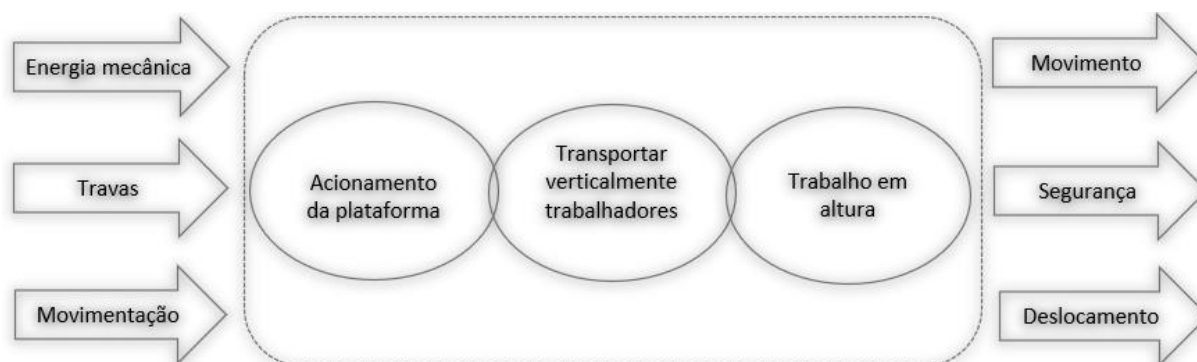 Energia mecânica
Travas
Movimentação
Acionamento
da plataforma
Transportar
verticalmente
trabalhadores
Trabalho em
altura
Movimento
Segurança
Deslocamento